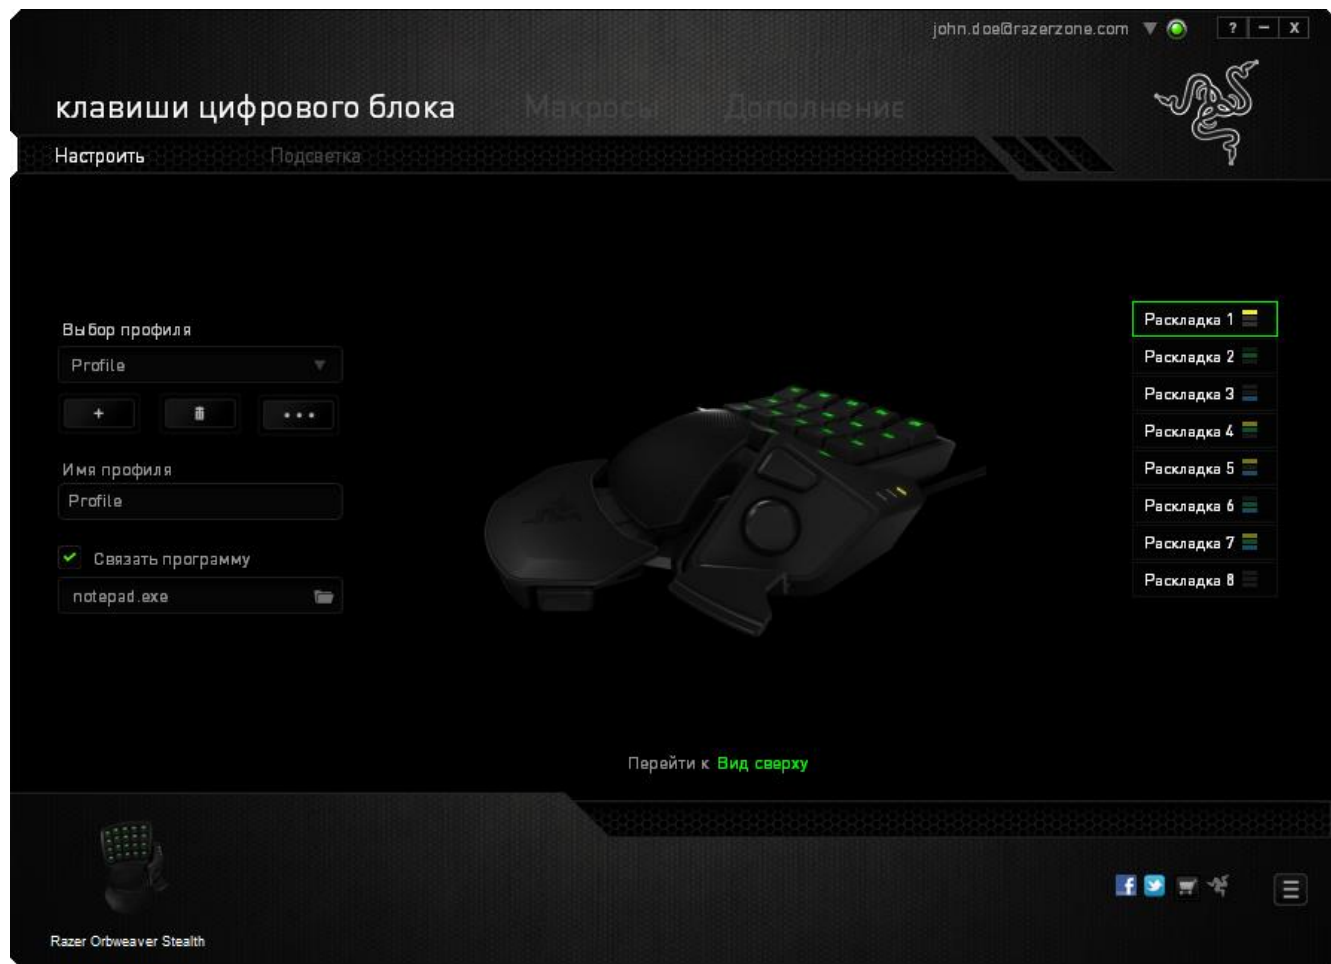 john.doe@razerzone.com ? – X
клавиши цифрового блока Макросы Дополнение
Настроить Подсветка
Выбор профиля
Profile
+ •••
Имя профиля
Profile
Связать программу
notepad.exe
Раскладка 1
Раскладка 2
Раскладка 3
Раскладка 4
Раскладка 5
Раскладка 6
Раскладка 7
Раскладка 8
Перейти к Вид сверху
Razer Orbweaver Stealth